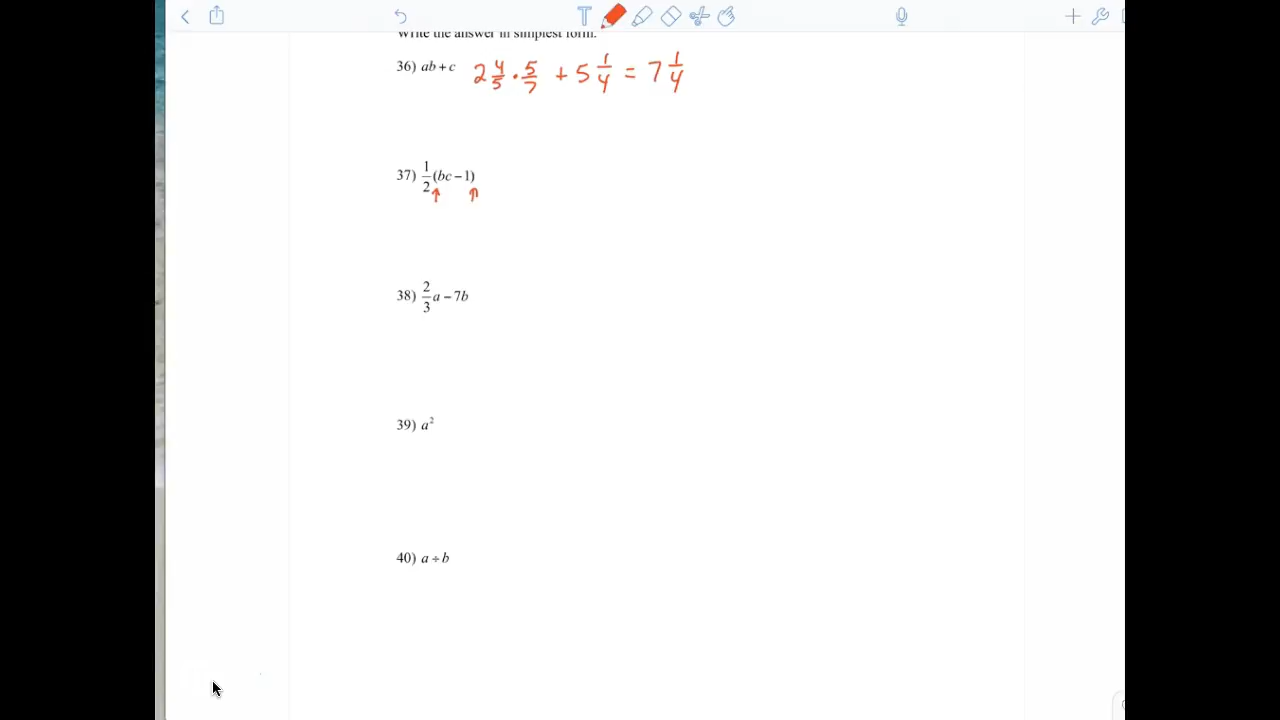 Write the answer in simplest form.
36) ab + c 2 4/5 · 5/7 + 5 1/4 = 7 1/4
37) 1/2(bc − 1)
38) 2/3a − 7b
39) a²
40) a ÷ b